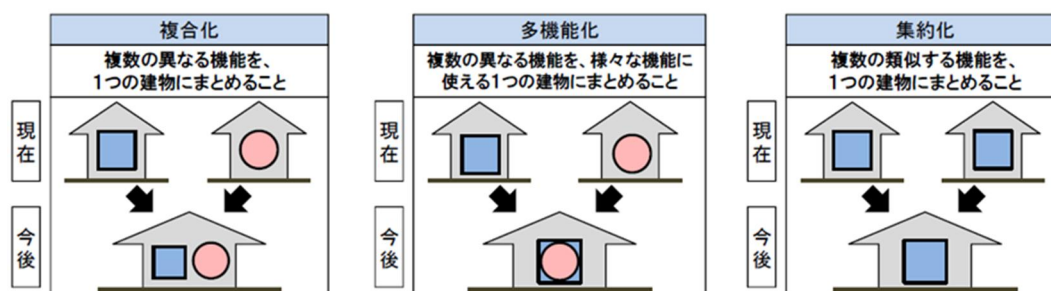 複合化
複数の異なる機能を、
1つの建物にまとめること
現在
今後
多機能化
複数の異なる機能を、様々な機能に
使える1つの建物にまとめること
現在
今後
集約化
複数の類似する機能を、
1つの建物にまとめること
現在
今後